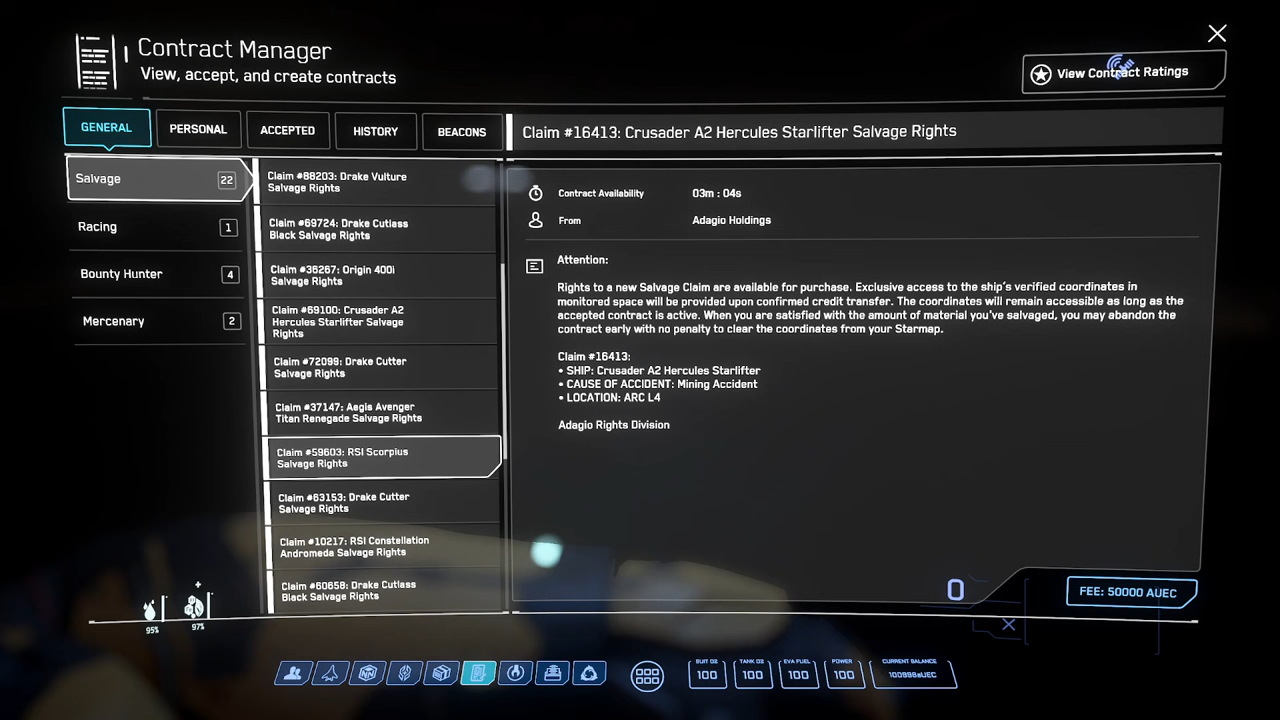 Contract Manager
View, accept, and create contracts
View Contract Ratings
GENERAL
PERSONAL
ACCEPTED
HISTORY
BEACONS
Salvage
22
Racing
1
Bounty Hunter
4
Mercenary
2
Claim #88203: Drake Vulture
Salvage Rights
Claim #69724: Drake Cutlass
Black Salvage Rights
Claim #36267: Origin 400i
Salvage Rights
Claim #69100: Crusader A2
Hercules Starlifter Salvage
Rights
Claim #72099: Drake Cutter
Salvage Rights
Claim #37147: Aegis Avenger
Titan Renegade Salvage Rights
Claim #59603: RSI Scorpius
Salvage Rights
Claim #63153: Drake Cutter
Salvage Rights
Claim #10217: RSI Constellation
Andromeda Salvage Rights
Claim #60658: Drake Cutlass
Black Salvage Rights
Claim #16413: Crusader A2 Hercules Starlifter Salvage Rights
Contract Availability
03m : 04s
From
Adagio Holdings
Attention:
Rights to a new Salvage Claim are available for purchase. Exclusive access to the ship's verified coordinates in
monitored space will be provided upon confirmed credit transfer. The coordinates will remain accessible as long as the
accepted contract is active. When you are satisfied with the amount of material you've salvaged, you may abandon the
contract early with no penalty to clear the coordinates from your Starmap.
Claim #16413:
• SHIP: Crusader A2 Hercules Starlifter
• CAUSE OF ACCIDENT: Mining Accident
• LOCATION: ARC L4
Adagio Rights Division
0
FEE: 50000 AUEC
95%
97%
SUIT O2
100
TANK O2
100
EVA FUEL
100
POWER
100
CURRENT BALANCE
100998aUEC